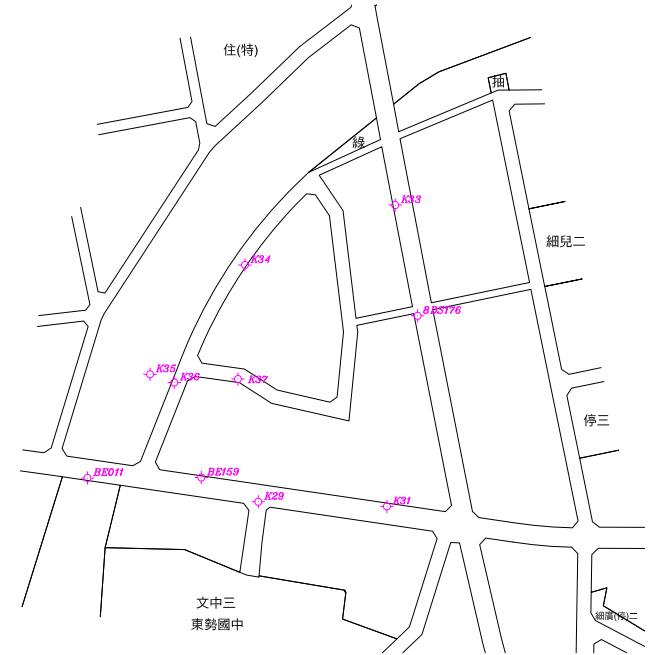 住(特)
抽
綠
K33
細兒二
K34
8BS176
K35
K36
K37
停三
BE011
BE159
K29
K31
文中三
東勢國中
細廣(停)二